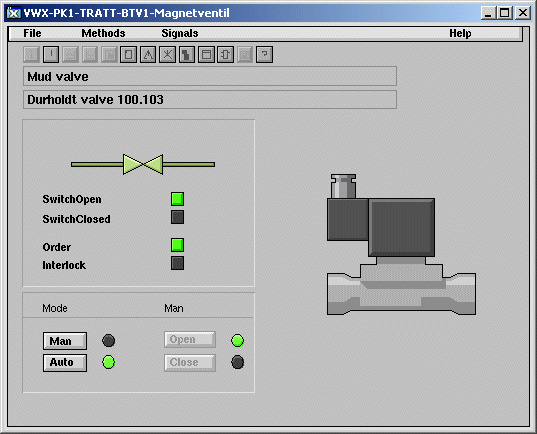 VWX-PK1-TRATT-BTV1-Magnetventil
File Methods Signals Help
Mud valve
Durholdt valve 100.103
SwitchOpen
SwitchClosed
Order
Interlock
Mode Man
Man Open
Auto Close